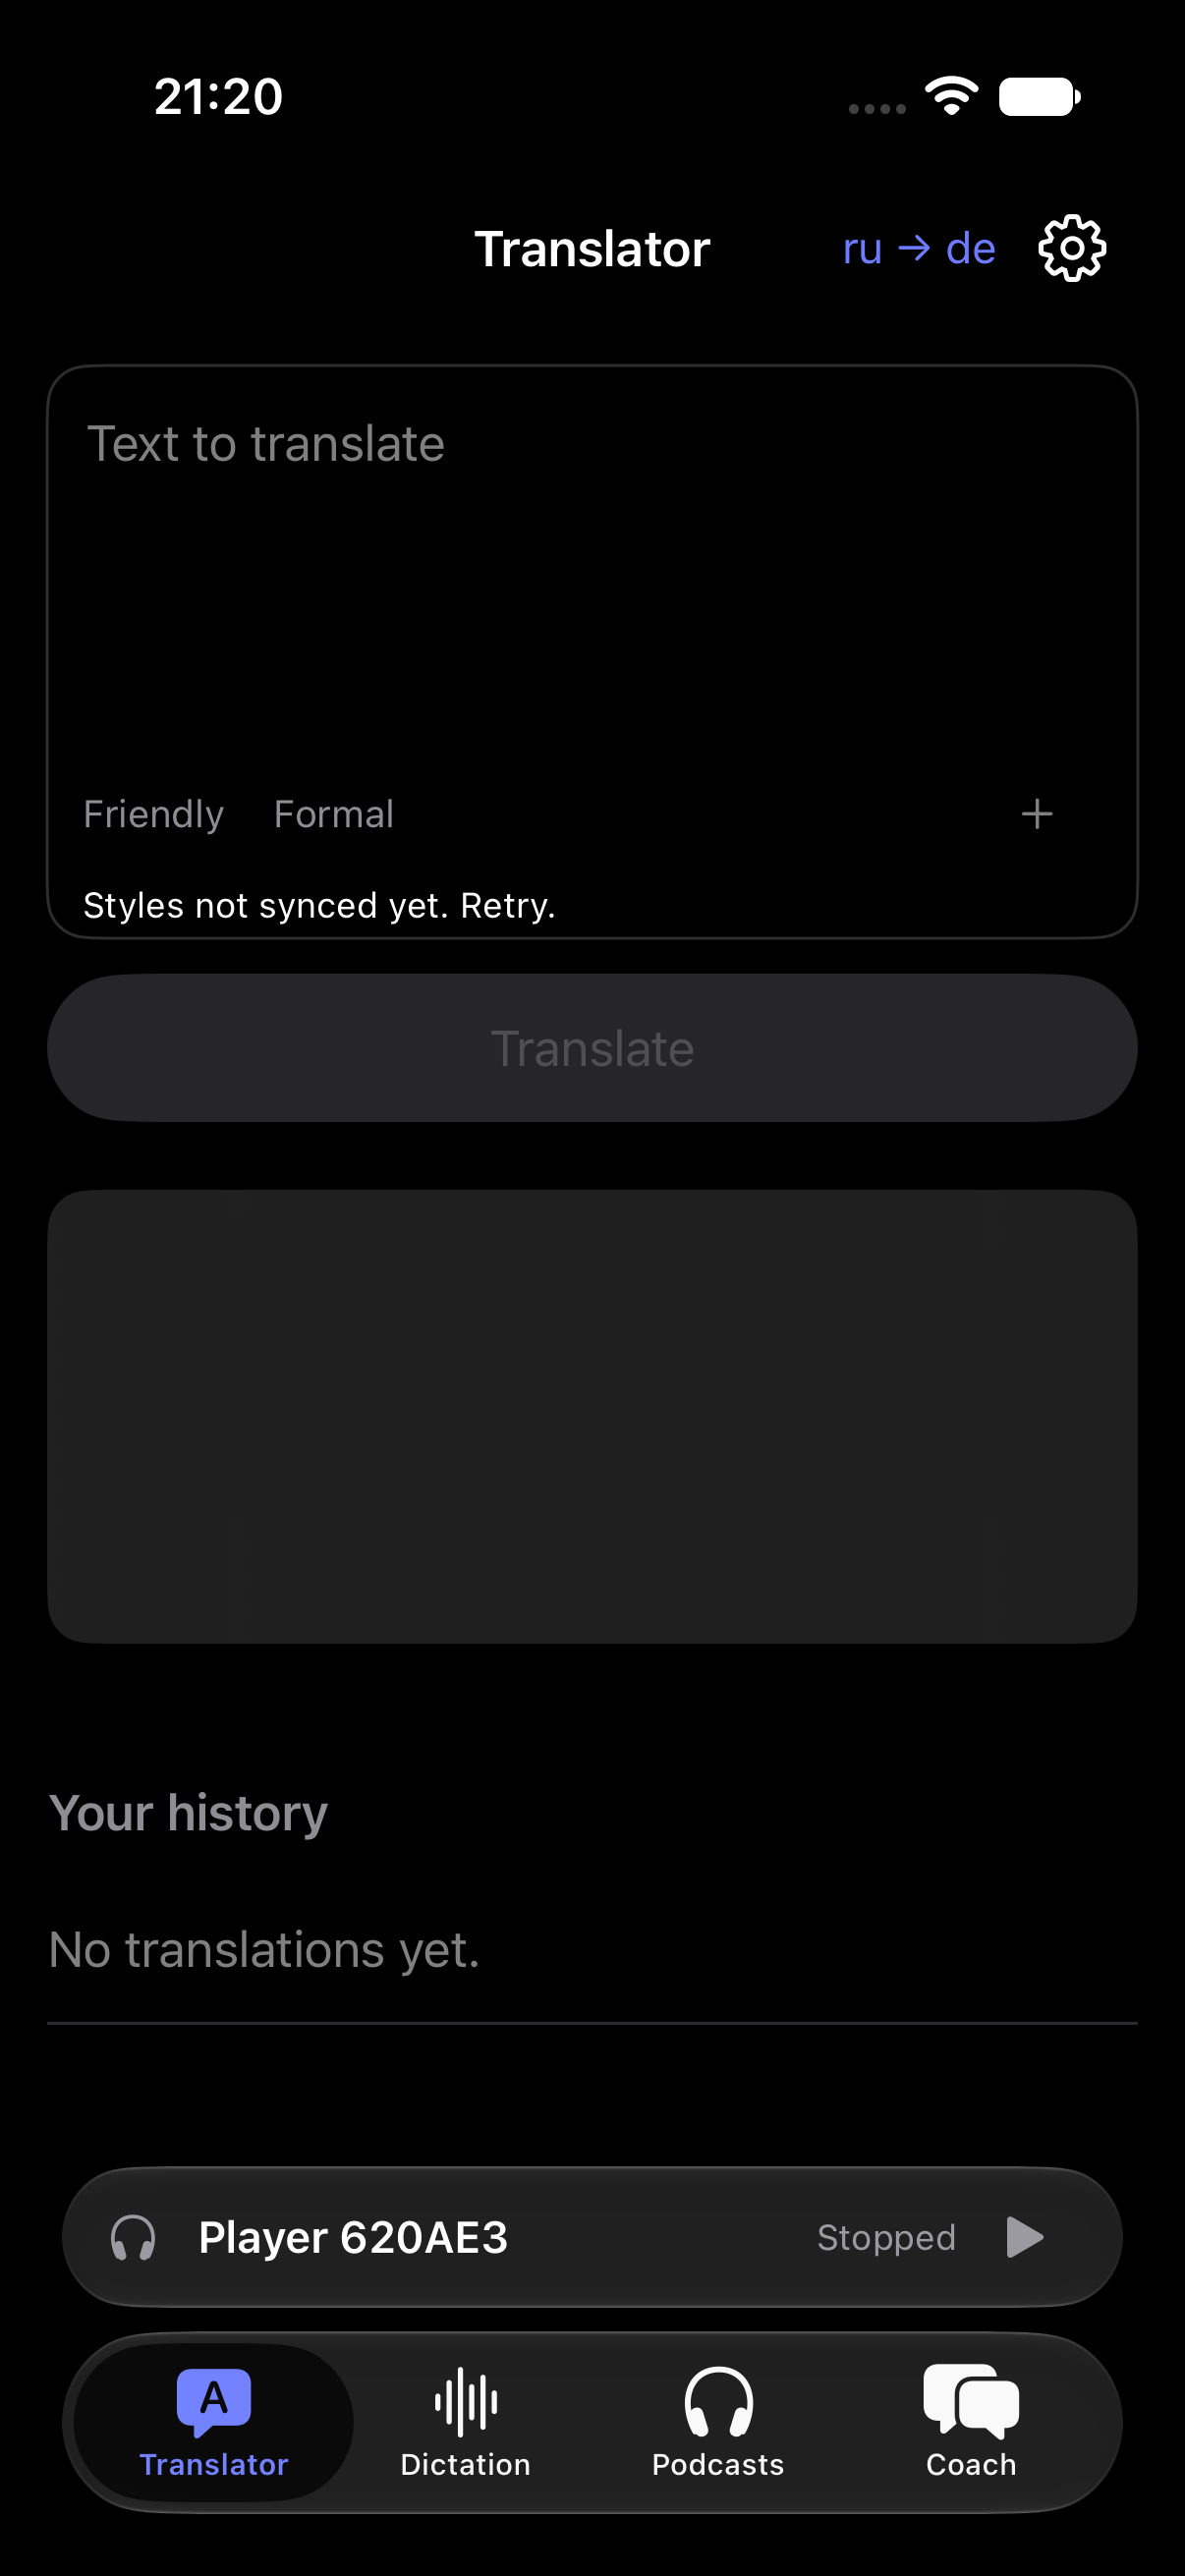 21:20
Translator
ru → de
Text to translate
Friendly Formal +
Styles not synced yet. Retry.
Translate
Your history
No translations yet.
Player 620AE3 Stopped
A
Translator Dictation Podcasts Coach